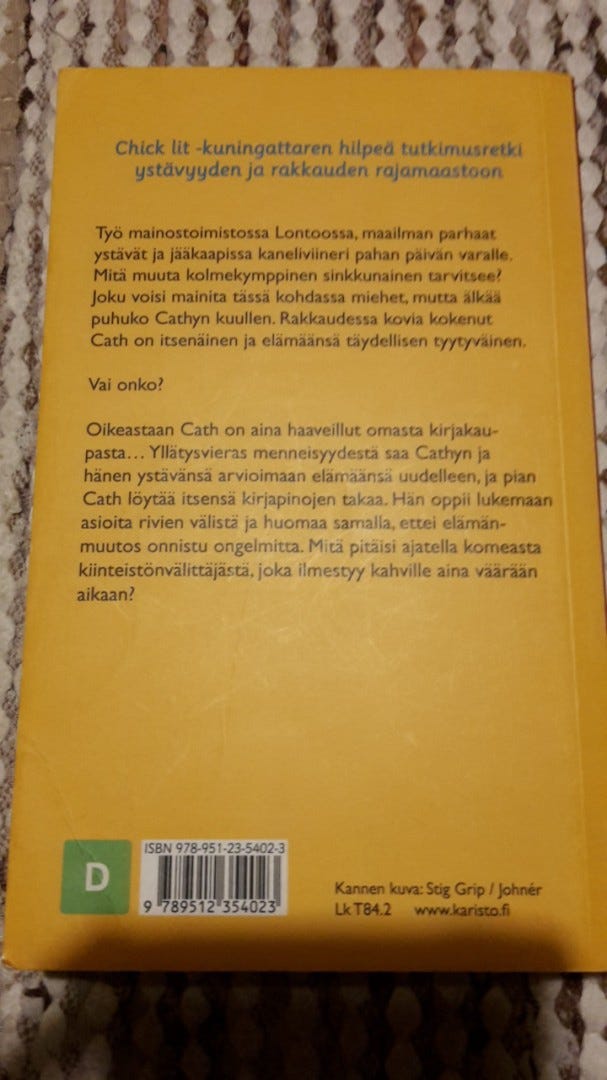 Chick lit -kuningattaren hilpeä tutkimusretki
ystävyyden ja rakkauden rajamaastoon
Työ mainostoimistossa Lontoossa, maailman parhaat
ystävät ja jääkaapissa kaneliviineri pahan päivän varalle.
Mitä muuta kolmekymppinen sinkkunainen tarvitsee?
Joku voisi mainita tässä kohdassa miehet, mutta älkää
puhuko Cathyn kuullen. Rakkaudessa kovia kokenut
Cath on itsenäinen ja elämäänsä täydellisen tyytyväinen.
Vai onko?
Oikeastaan Cath on aina haaveillut omasta kirjakau-
pasta... Yllätysvieras menneisyydestä saa Cathyn ja
hänen ystävänsä arvioimaan elämäänsä uudelleen, ja pian
Cath löytää itsensä kirjapinojen takaa. Hän oppii lukemaan
asioita rivien välistä ja huomaa samalla, ettei elämän-
muutos onnistu ongelmitta. Mitä pitäisi ajatella komeasta
kiinteistönvälittäjästä, joka ilmestyy kahville aina väärään
aikaan?
ISBN 978-951-23-5402-3
D
9 789512 354023
Kannen kuva: Stig Grip / Johnér
Lk T84.2 www.karisto.fi